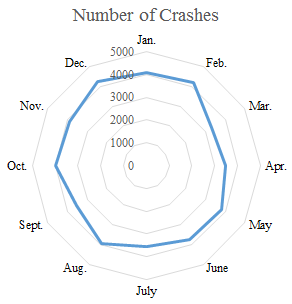 Number of Crashes
Jan.
Feb.
Mar.
Apr.
May
June
July
Aug.
Sept.
Oct.
Nov.
Dec.
5000
4000
3000
2000
1000
0